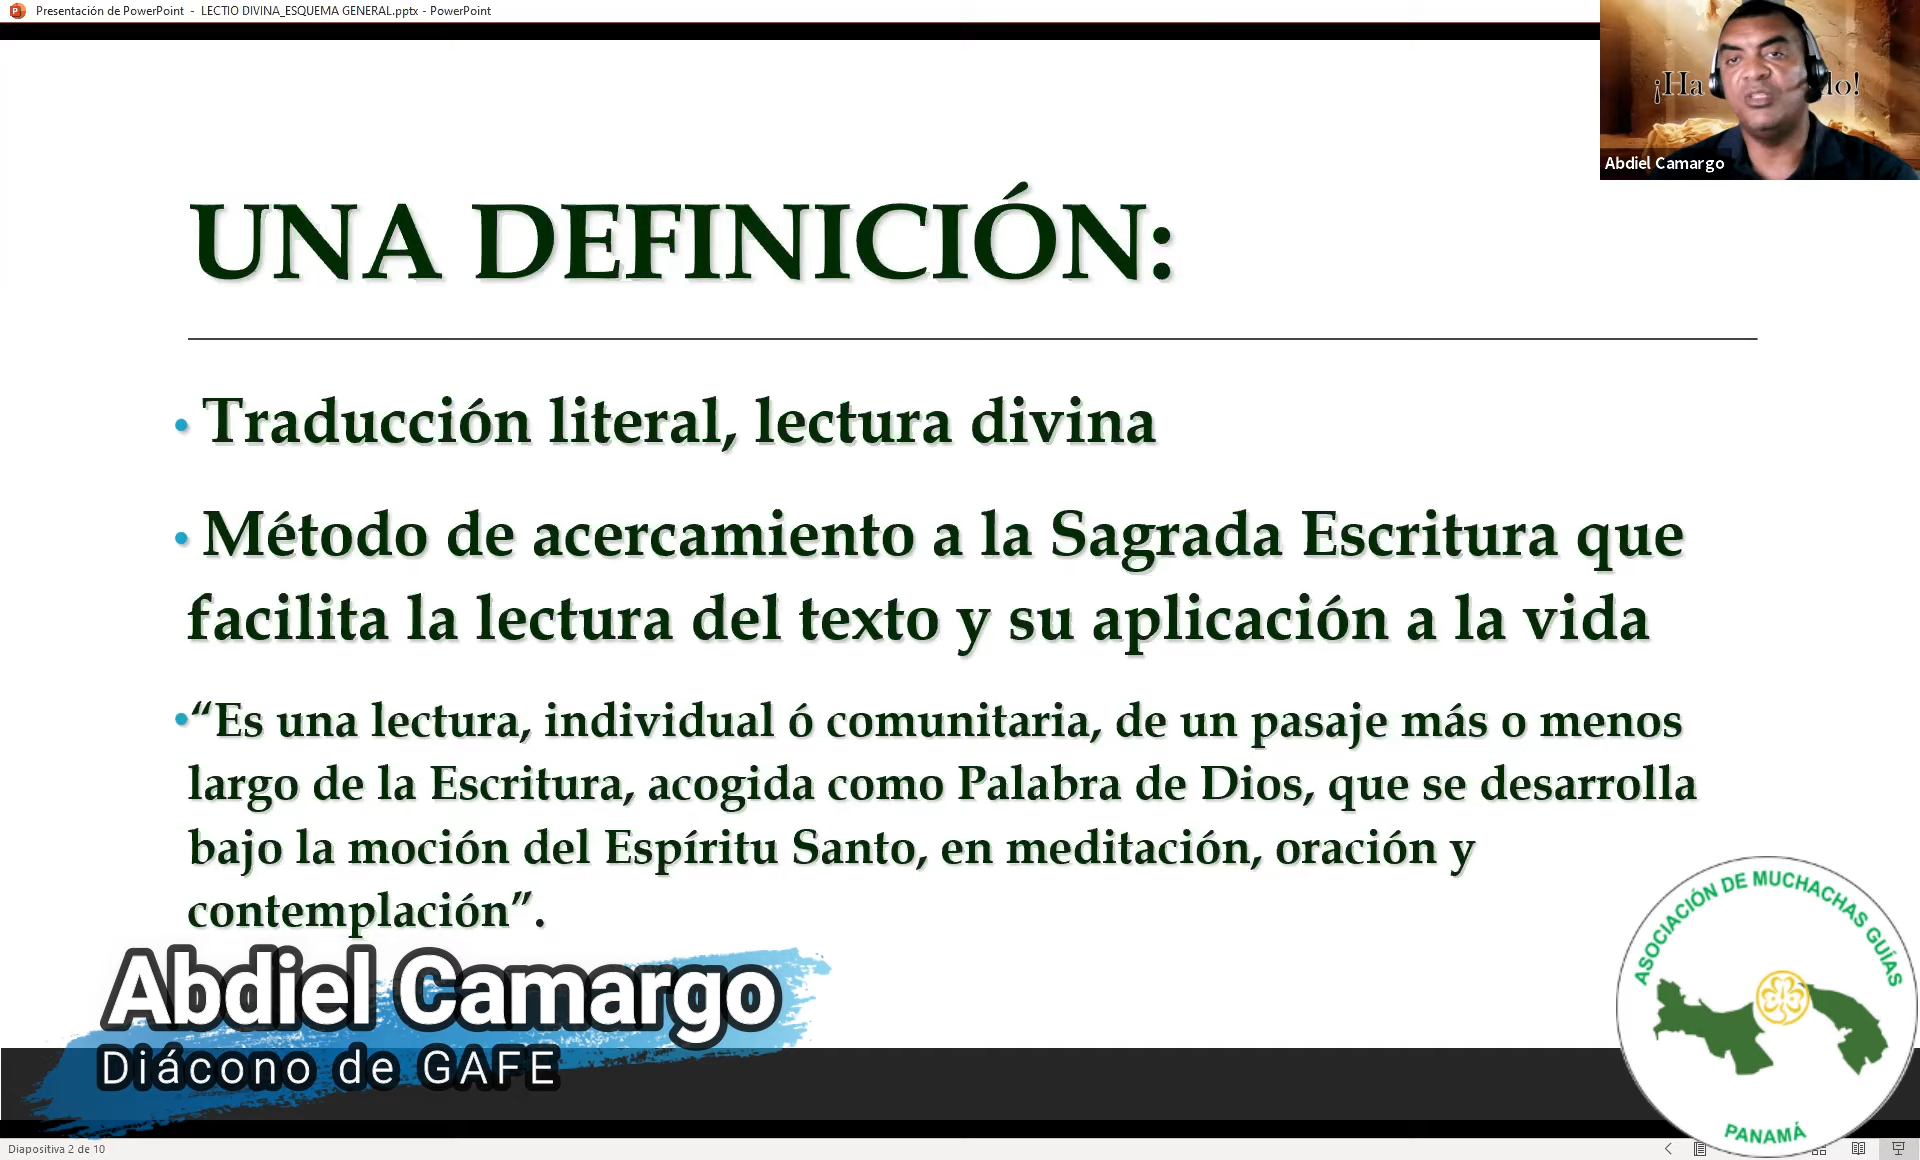 Presentación de PowerPoint - LECTIO DIVINA_ESQUEMA GENERAL.pptx - PowerPoint
¡Ha
do!
Abdiel Camargo
UNA DEFINICIÓN:
• Traducción literal, lectura divina
• Método de acercamiento a la Sagrada Escritura que
facilita la lectura del texto y su aplicación a la vida
•“Es una lectura, individual ó comunitaria, de un pasaje más o menos
largo de la Escritura, acogida como Palabra de Dios, que se desarrolla
bajo la moción del Espíritu Santo, en meditación, oración y
contemplación”.
Abdiel Camargo
Diácono de GAFE
ASOCIACIÓN DE MUCHACHAS GUÍAS
PANAMÁ
Diapositiva 2 de 10